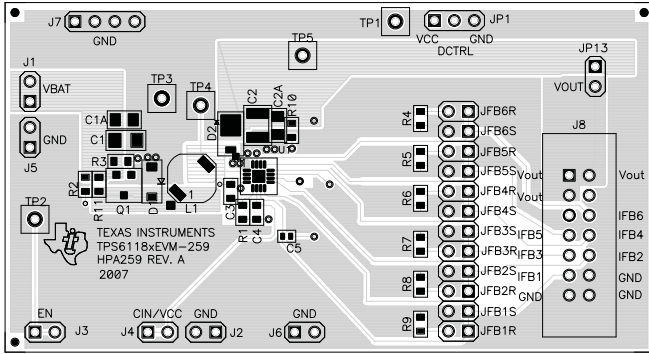 J7
GND
TP1
VCC
GND
DCTRL
JP1
TP5
JP13
VOUT
J1
VBAT
TP3
TP4
C2
C2A
R10
D2
C1A
C1
GND
J5
R3
R2
R11
Q1
L1
1
C3
R1
C4
C5
TP2
R4
JFB6R
JFB6S
R5
JFB5R
JFB5S
R6
JFB4R
JFB4S
R7
JFB3S
JFB3R
R8
JFB2S
JFB2R
R9
JFB1S
JFB1R
J8
Vout Vout
Vout IFB6
IFB5 IFB4
IFB3 IFB2
IFB1 GND
GND GND
TEXAS INSTRUMENTS
TPS6118xEVM-259
HPA259 REV. A
2007
EN
J3
CIN/VCC
J4
GND
J2
GND
J6